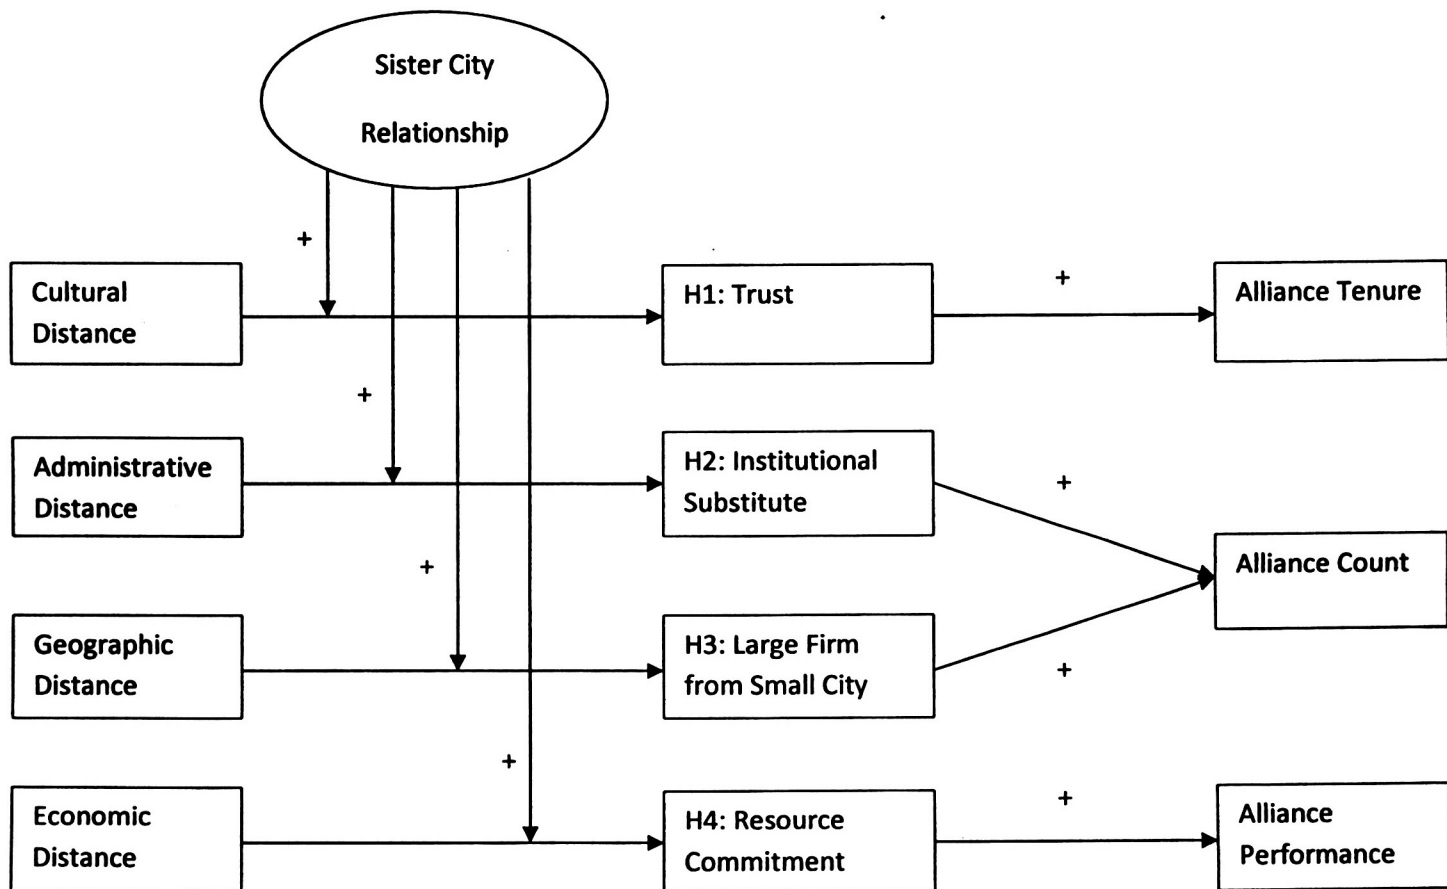 Sister City
Relationship
+
Cultural
Distance
H1: Trust
+
Alliance Tenure
+
Administrative
Distance
H2: Institutional
Substitute
+
Alliance Count
+
Geographic
Distance
H3: Large Firm
from Small City
+
+
Economic
Distance
H4: Resource
Commitment
+
Alliance
Performance